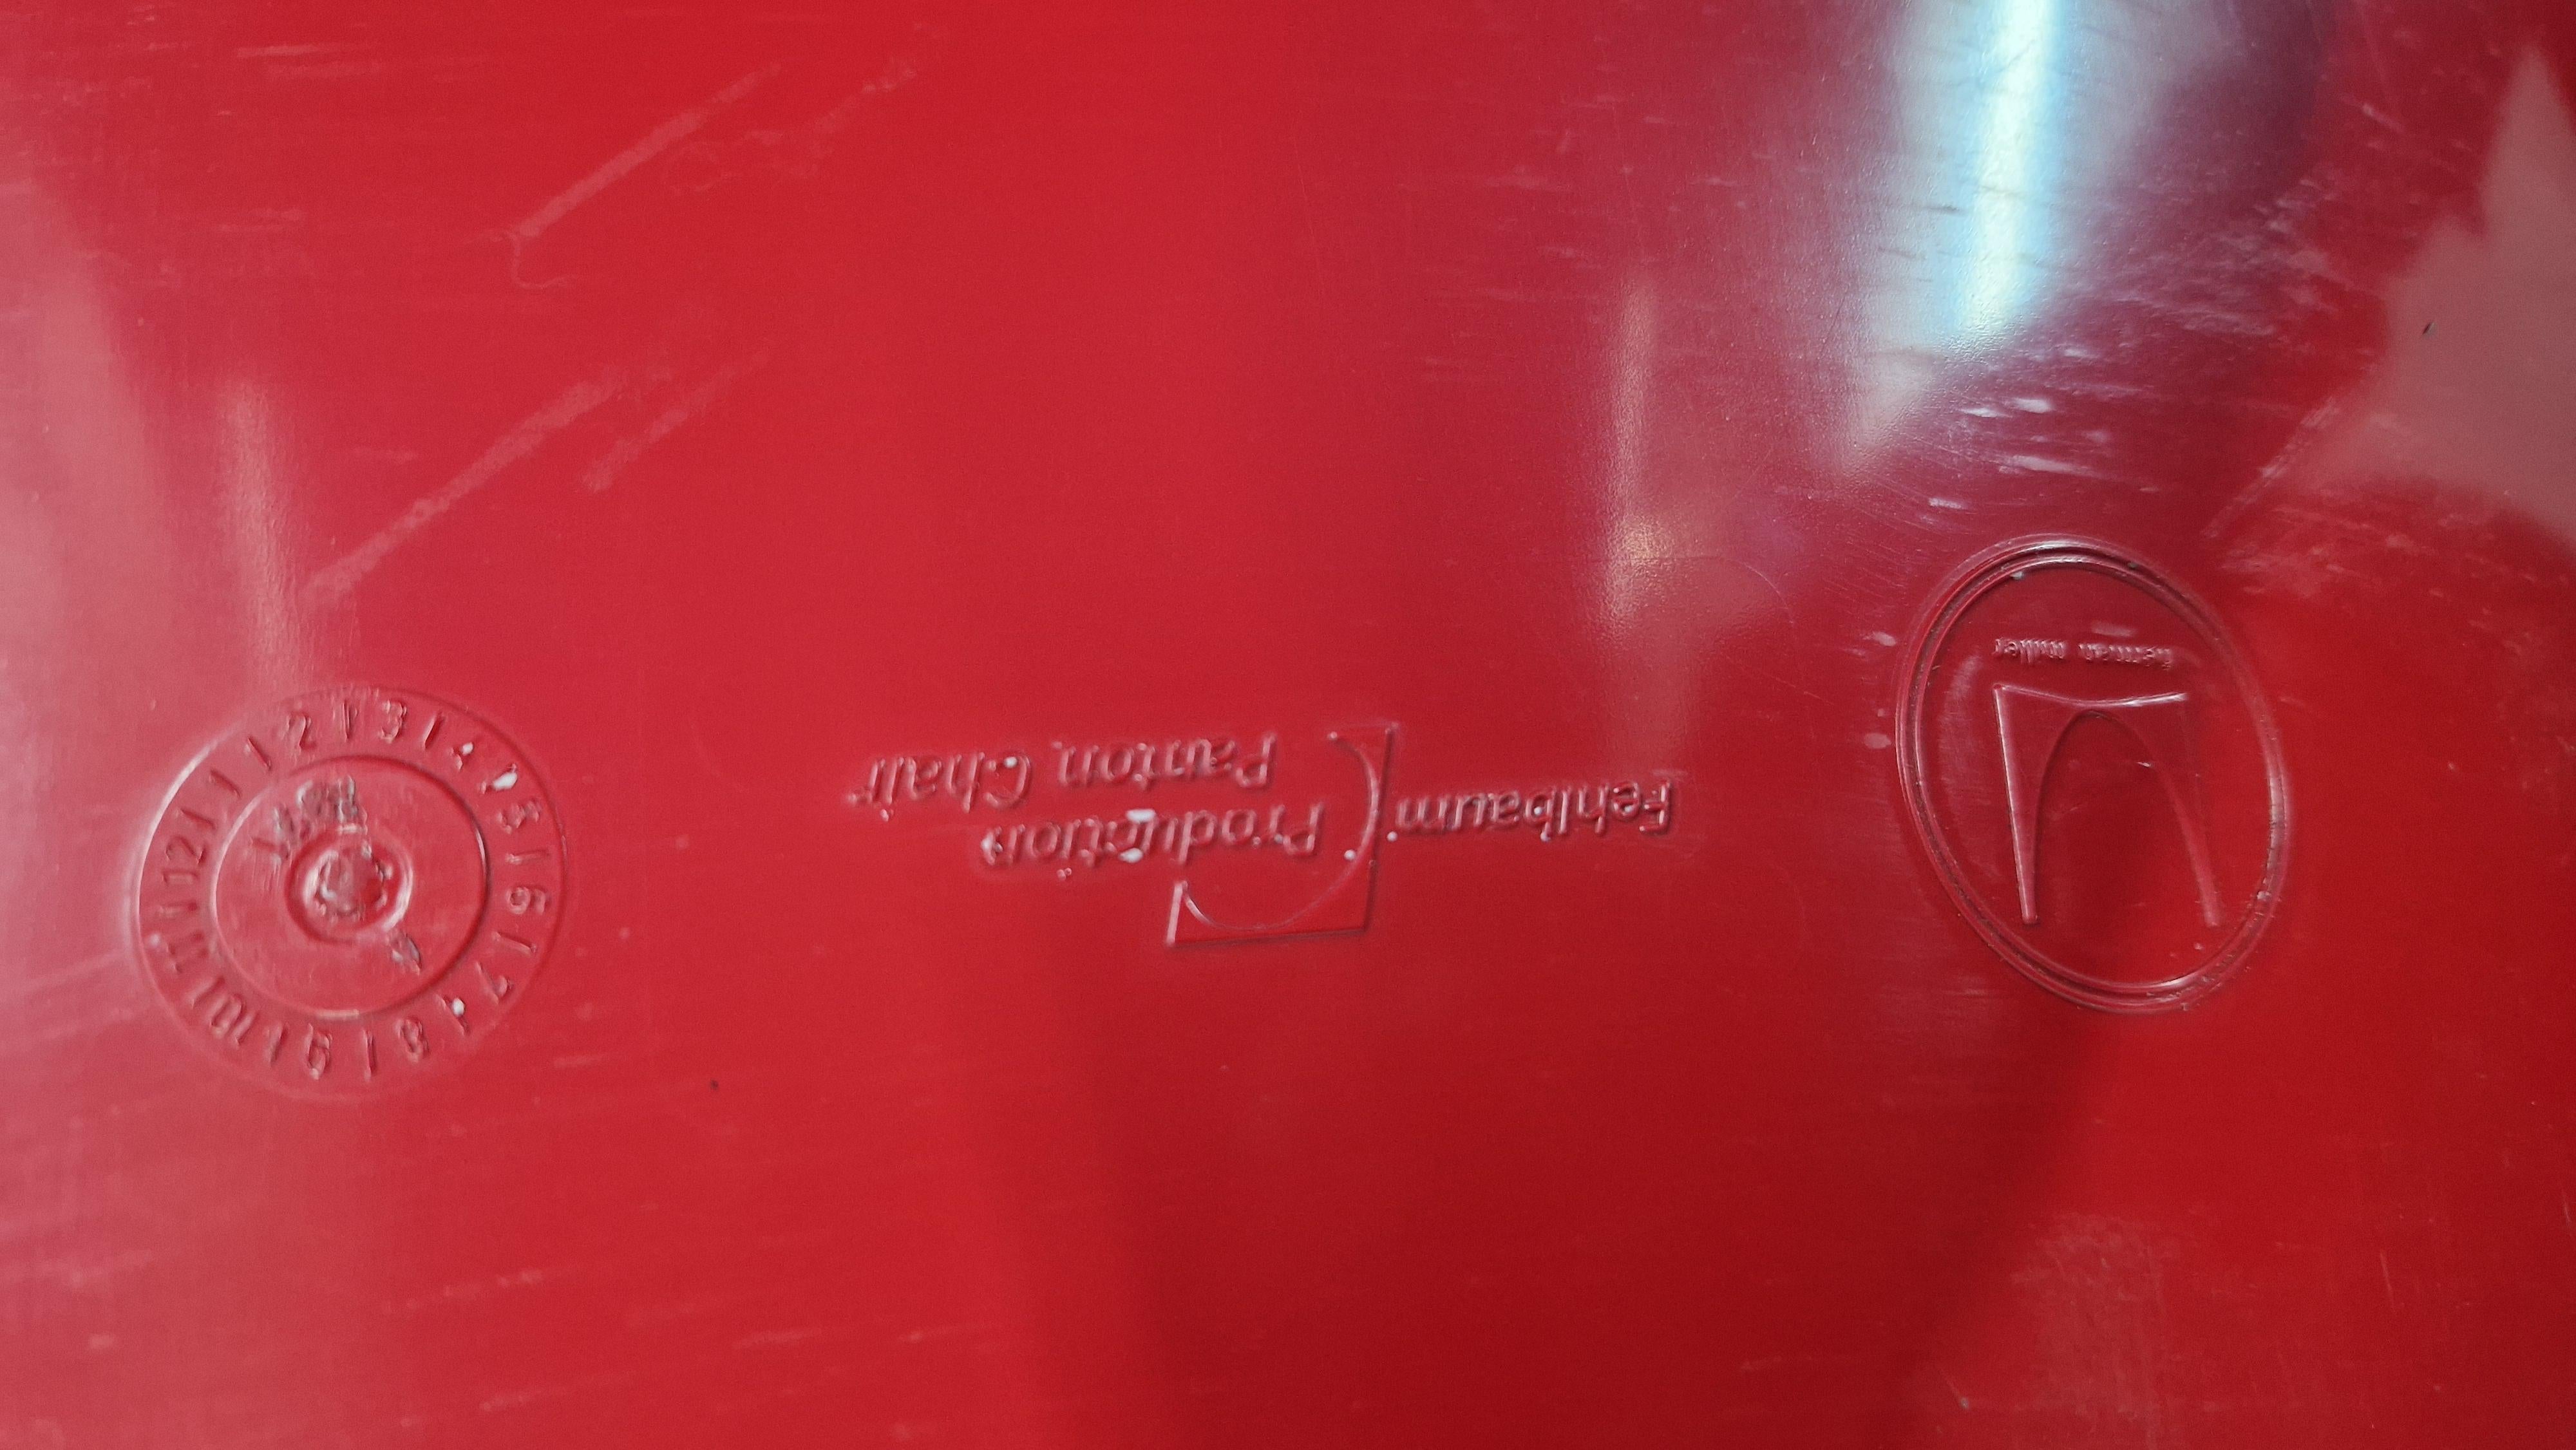 Fehlbaum
Production
Panton Chair
herman miller
1 2 3 4 5 6 7 8 9 10 11 12